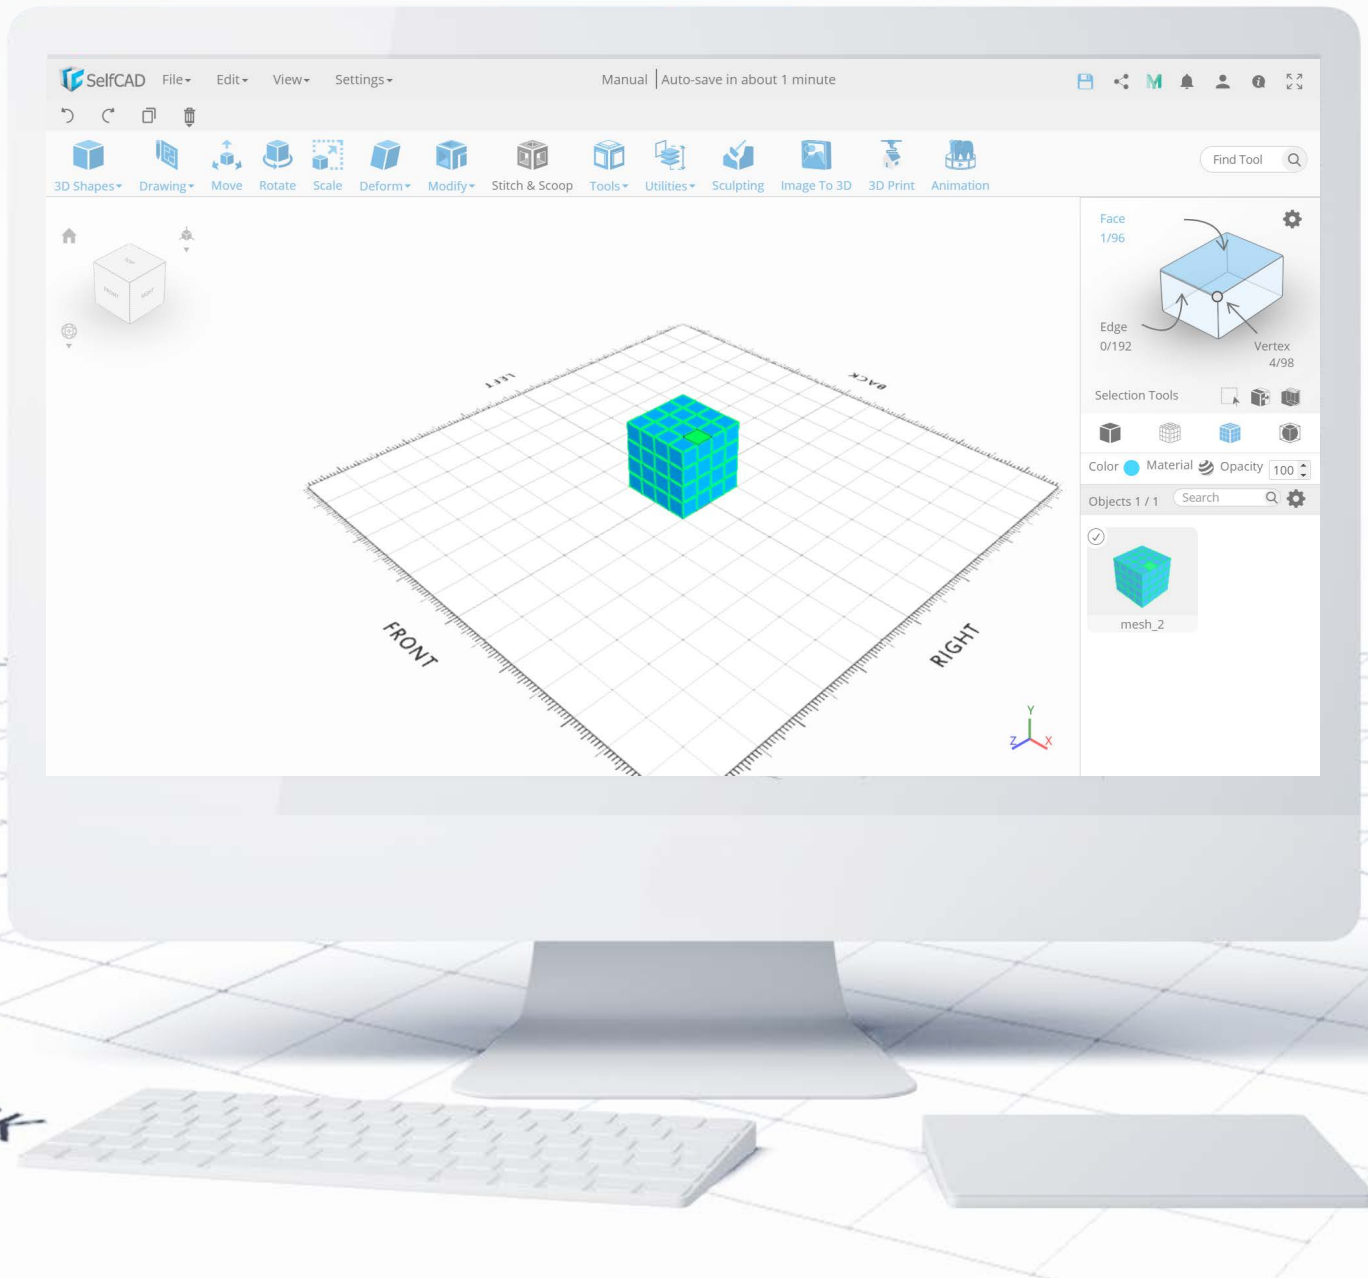 SelfCAD File Edit View Settings Manual Auto-save in about 1 minute
3D Shapes Drawing Move Rotate Scale Deform Modify Stitch & Scoop Tools Utilities Sculpting Image To 3D 3D Print Animation Find Tool
TOP
FRONT RIGHT
LEFT BACK
FRONT RIGHT
Y
Z X
Face
1/96
Edge
0/192
Vertex
4/98
Selection Tools
Color Material Opacity 100
Objects 1 / 1 Search
mesh_2